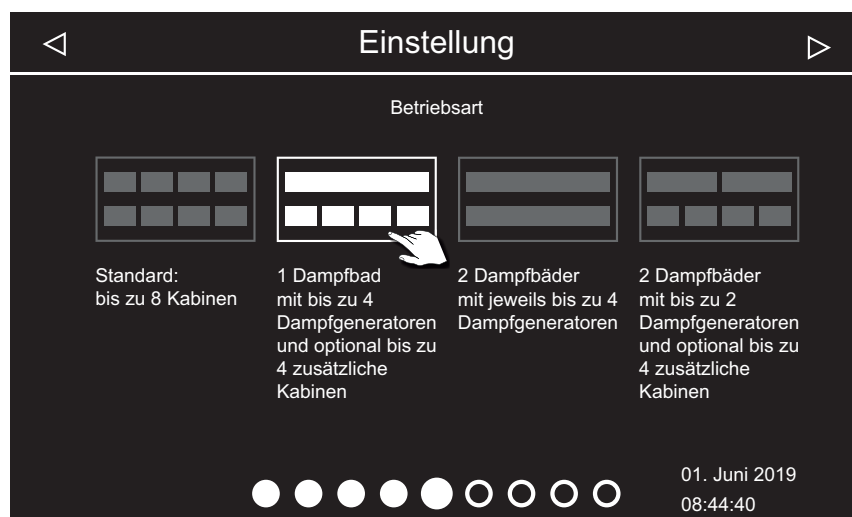 Einstellung
Betriebsart
Standard:
bis zu 8 Kabinen
1 Dampfbad
mit bis zu 4
Dampfgeneratoren
und optional bis zu
4 zusätzliche
Kabinen
2 Dampfbäder
mit jeweils bis zu 4
Dampfgeneratoren
2 Dampfbäder
mit bis zu 2
Dampfgeneratoren
und optional bis zu
4 zusätzliche
Kabinen
01. Juni 2019
08:44:40